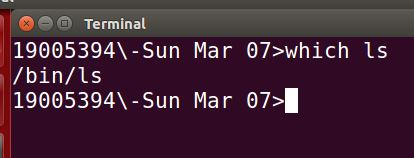 Terminal
19005394\-Sun Mar 07>which ls
/bin/ls
19005394\-Sun Mar 07>